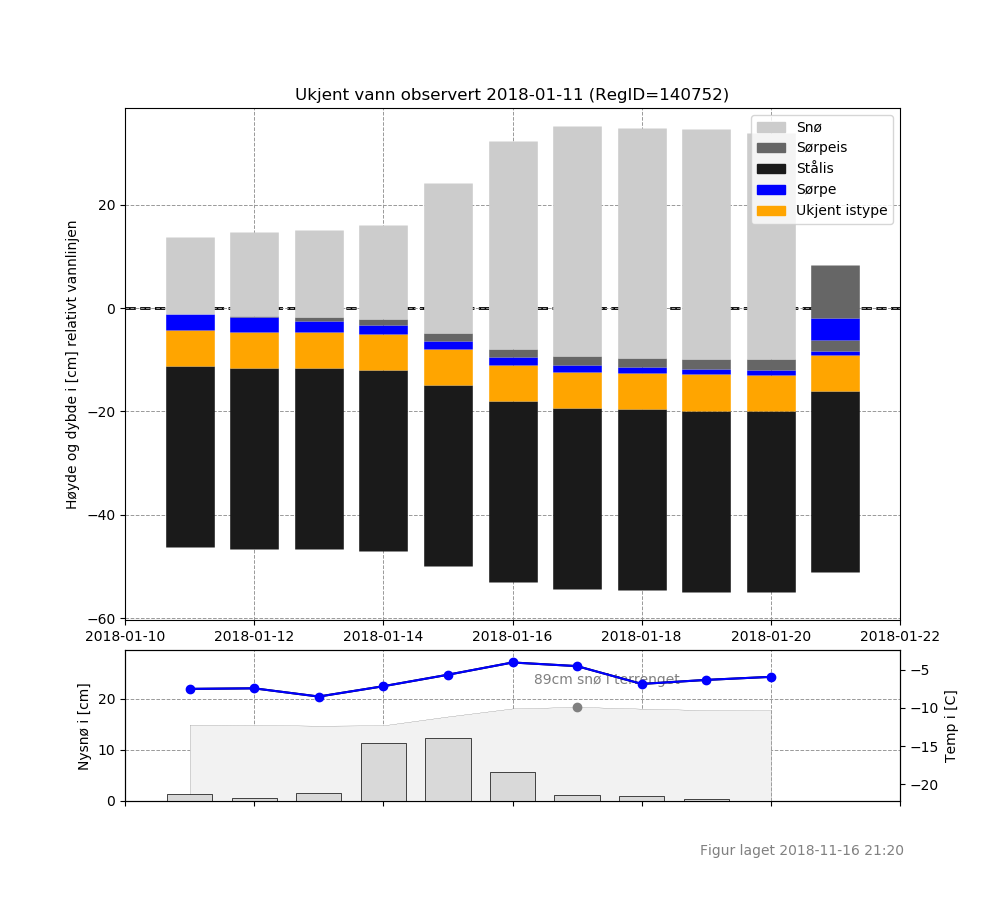 Ukjent vann observert 2018-01-11 (RegID=140752)
Snø
Sørpeis
Stålis
Sørpe
Ukjent istype
Høyde og dybde i [cm] relativt vannlinjen
20
0
−20
−40
−60
2018-01-10 2018-01-12 2018-01-14 2018-01-16 2018-01-18 2018-01-20 2018-01-22
89cm snø i terrenget
Nysnø i [cm]
20
10
0
Temp i [C]
−5
−10
−15
−20
Figur laget 2018-11-16 21:20